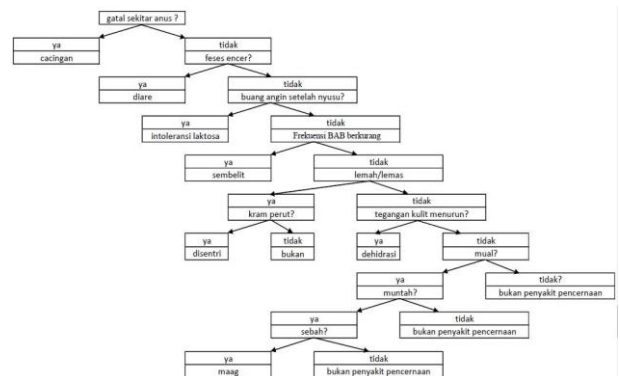 gatal sekitar anus ?
ya
tidak
cacingan
feses encer?
ya
tidak
diare
buang angin setelah nyusu?
ya
tidak
intoleransi laktosa
Frekuensi BAB berkurang
ya
tidak
sembelit
lemah/lemas
ya
tidak
kram perut?
tegangan kulit menurun?
ya
tidak
ya
tidak
disentri
bukan
dehidrasi
mual?
ya
tidak?
muntah?
bukan penyakit pencernaan
ya
tidak
sebah?
bukan penyakit pencernaan
ya
tidak
maag
bukan penyakit pencernaan